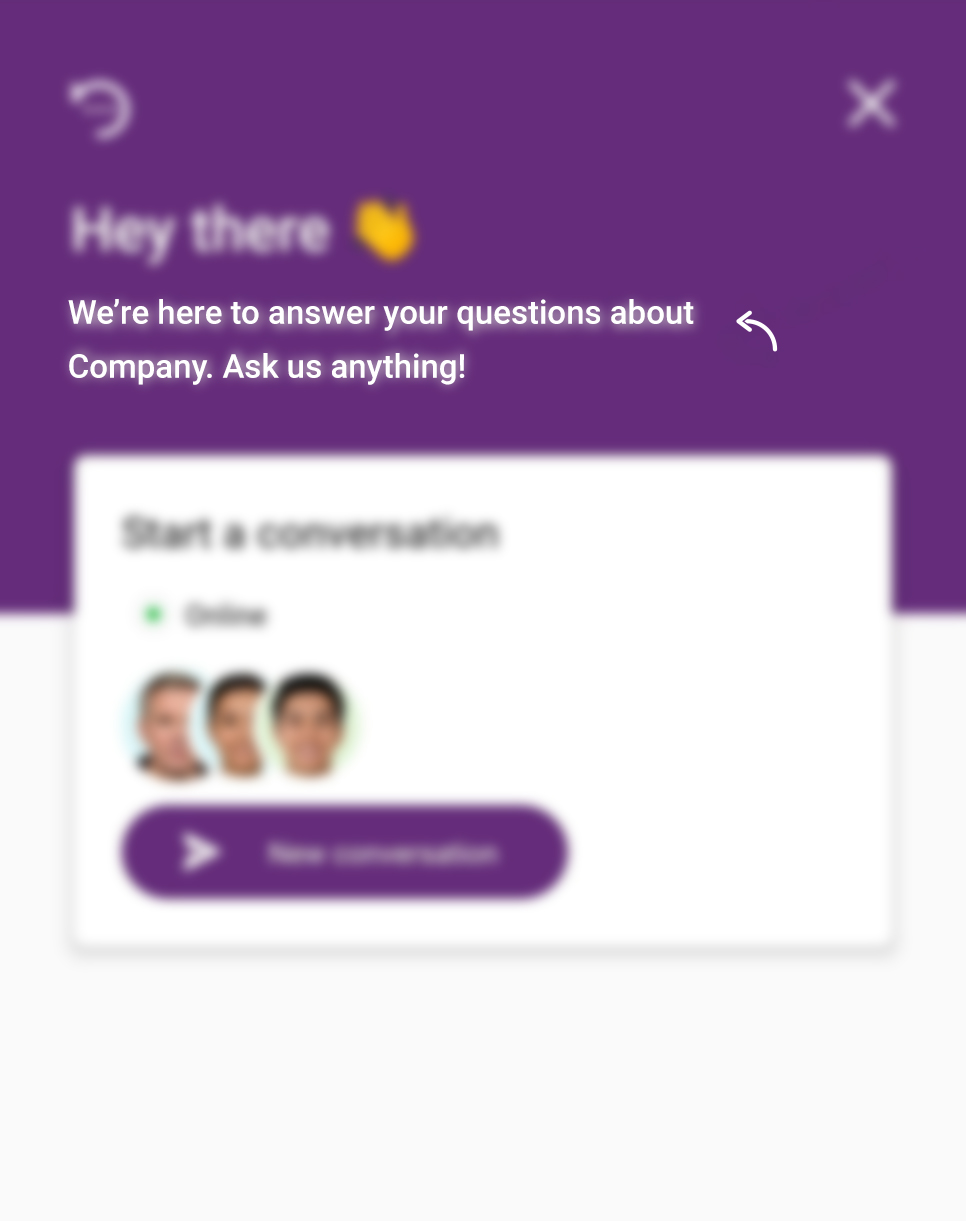 Hey there 👋
We’re here to answer your questions about
Company. Ask us anything!
Start a conversation
Online
New conversation